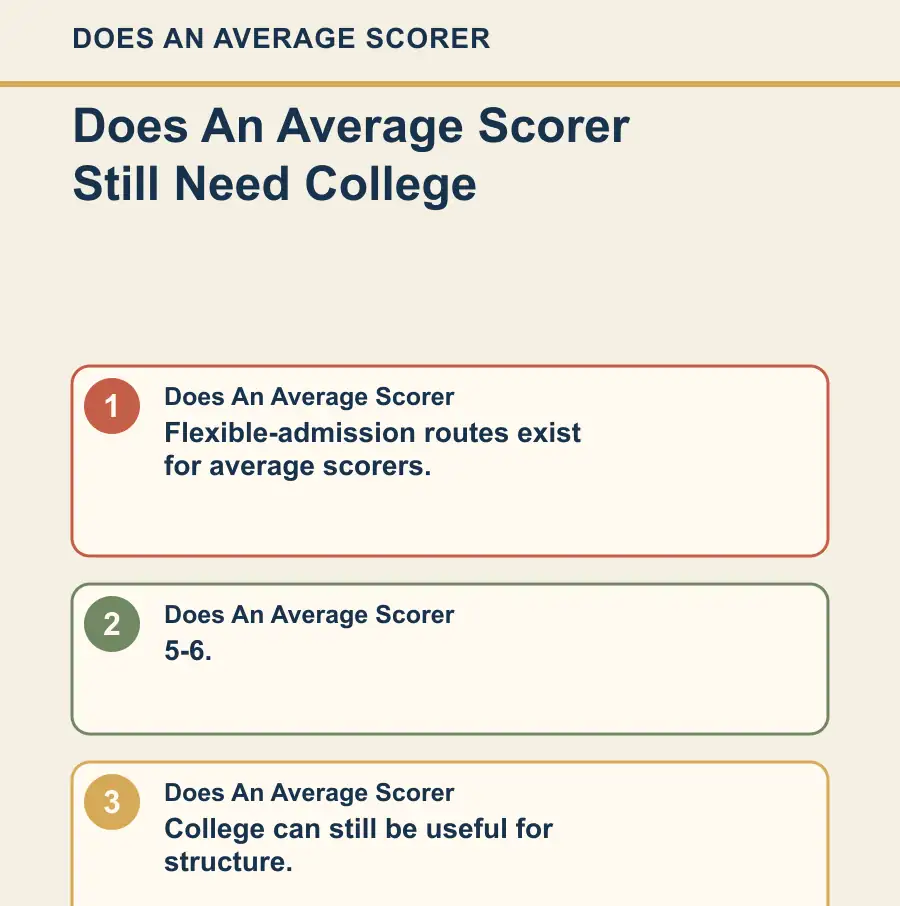 DOES AN AVERAGE SCORER
Does An Average Scorer
Still Need College
1
Does An Average Scorer
Flexible-admission routes exist
for average scorers.
2
Does An Average Scorer
5-6.
3
Does An Average Scorer
College can still be useful for
structure.